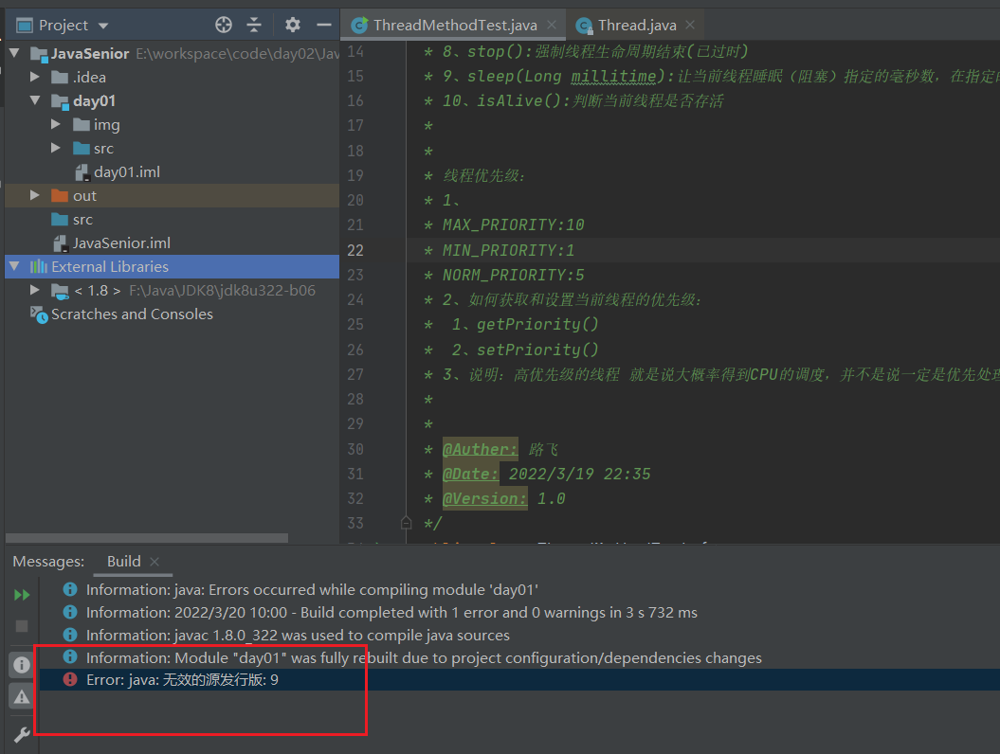 Project
ThreadMethodTest.java
Thread.java
JavaSenior E:\workspace\code\day02\Jav
.idea
day01
img
src
day01.iml
out
src
JavaSenior.iml
External Libraries
< 1.8 > F:\Java\JDK8\jdk8u322-b06
Scratches and Consoles
14 * 8、stop():强制线程生命周期结束(已过时)
15 * 9、sleep(Long millitime):让当前线程睡眠（阻塞）指定的毫秒数，在指定
16 * 10、isAlive():判断当前线程是否存活
17 *
18 *
19 * 线程优先级：
20 * 1、
21 * MAX_PRIORITY:10
22 * MIN_PRIORITY:1
23 * NORM_PRIORITY:5
24 * 2、如何获取和设置当前线程的优先级：
25 * 1、getPriority()
26 * 2、setPriority()
27 * 3、说明：高优先级的线程 就是说大概率得到CPU的调度，并不是说一定是优先处理
28 *
29 *
30 * @Auther: 路飞
31 * @Date: 2022/3/19 22:35
32 * @Version: 1.0
33 */
Messages: Build
Information: java: Errors occurred while compiling module 'day01'
Information: 2022/3/20 10:00 - Build completed with 1 error and 0 warnings in 3 s 732 ms
Information: javac 1.8.0_322 was used to compile java sources
Information: Module "day01" was fully rebuilt due to project configuration/dependencies changes
Error: java: 无效的源发行版: 9